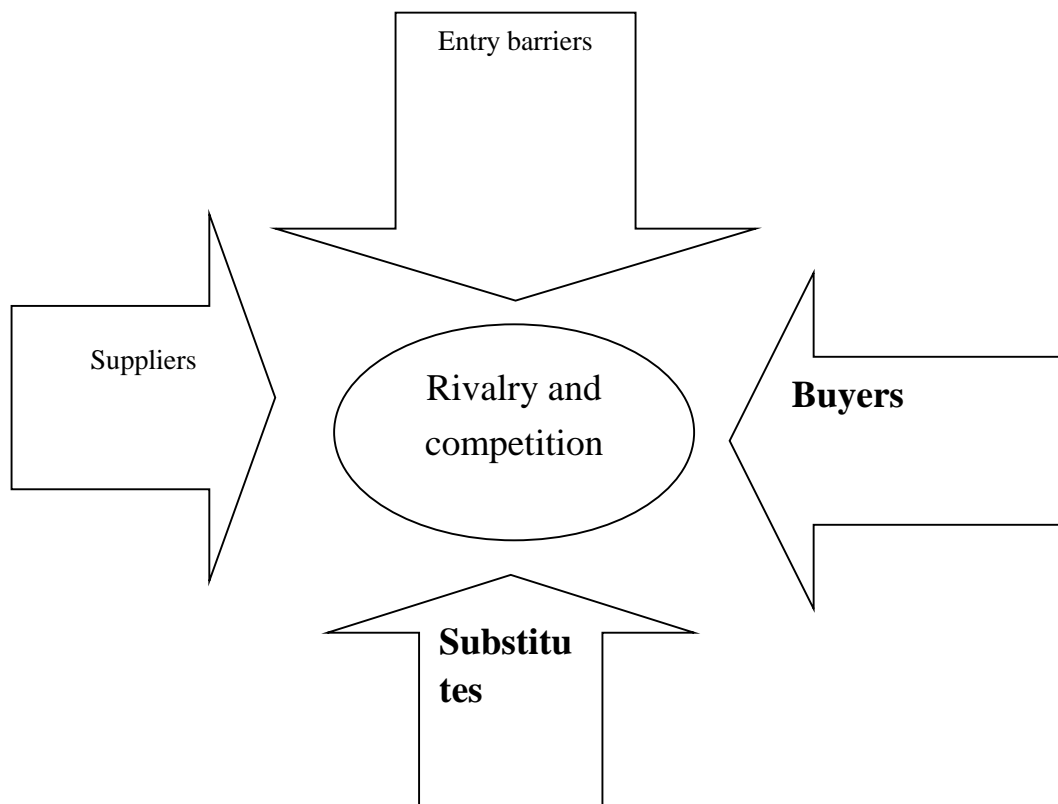 Entry barriers
Suppliers
Rivalry and
competition
Buyers
Substitu
tes